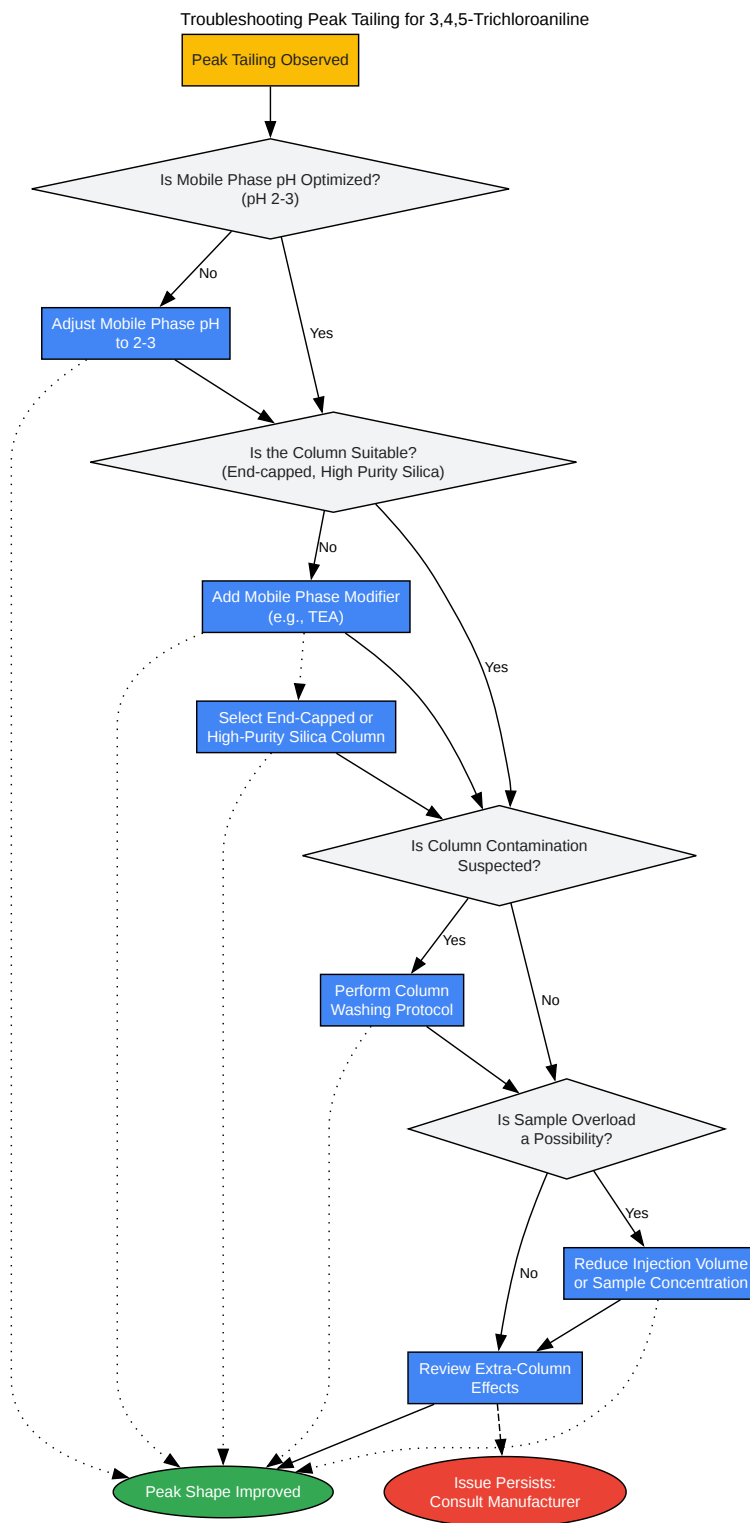 Troubleshooting Peak Tailing for 3,4,5-Trichloroaniline
Peak Tailing Observed
Is Mobile Phase pH Optimized?
(pH 2-3)
No
Yes
Adjust Mobile Phase pH
to 2-3
Is the Column Suitable?
(End-capped, High Purity Silica)
No
Yes
Add Mobile Phase Modifier
(e.g., TEA)
Select End-Capped or
High-Purity Silica Column
Is Column Contamination
Suspected?
Yes
No
Perform Column
Washing Protocol
Is Sample Overload
a Possibility?
Yes
No
Reduce Injection Volume
or Sample Concentration
Review Extra-Column
Effects
Peak Shape Improved
Issue Persists:
Consult Manufacturer